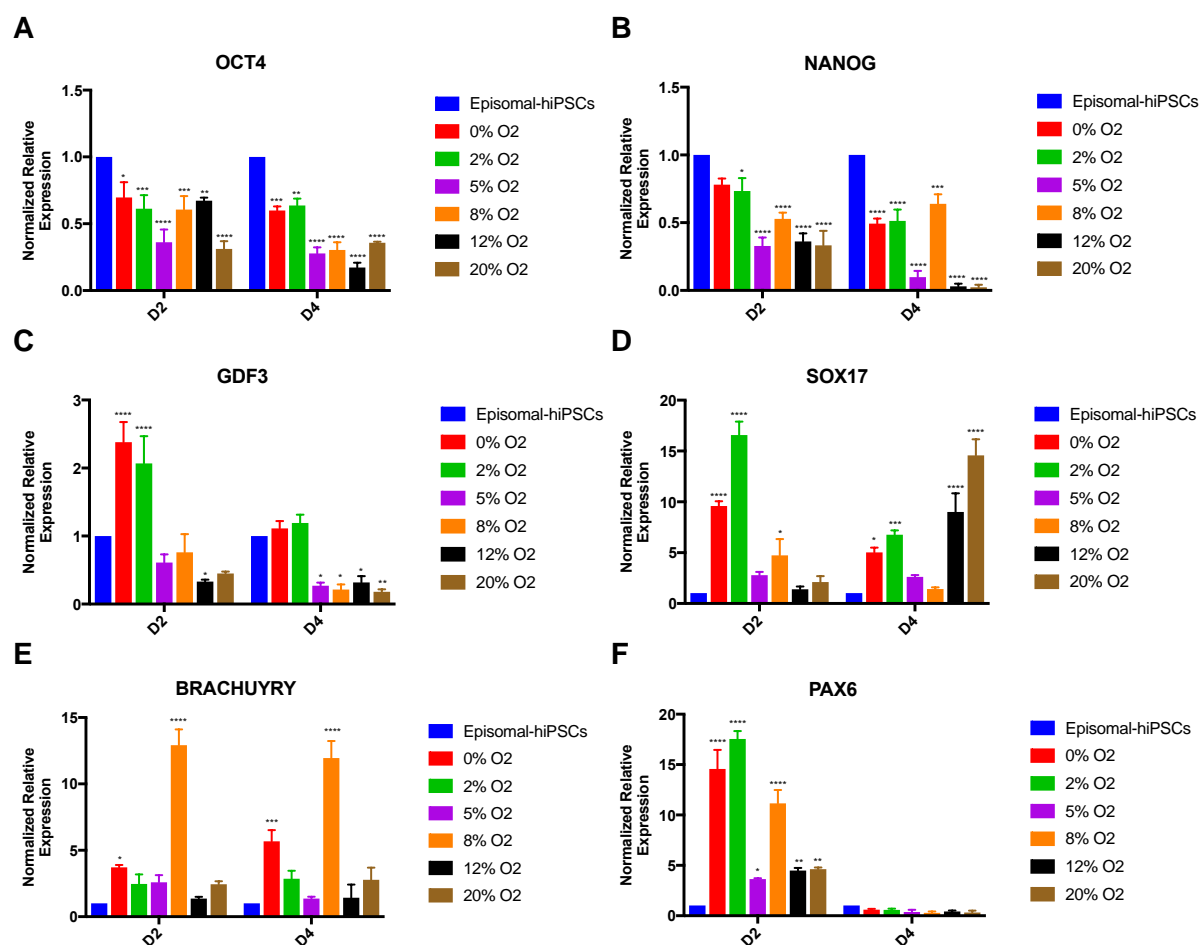 A
OCT4
Normalized Relative
Expression
1.5
1.0
0.5
0.0
* *** **** *** ** ****
*** ** **** **** **** ****
D2
D4
Episomal-hiPSCs
0% O2
2% O2
5% O2
8% O2
12% O2
20% O2
B
NANOG
Normalized Relative
Expression
1.5
1.0
0.5
0.0
* **** **** **** ****
**** **** **** *** **** ****
D2
D4
Episomal-hiPSCs
0% O2
2% O2
5% O2
8% O2
12% O2
20% O2
C
GDF3
Normalized Relative
Expression
3
2
1
0
**** **** *
* * * **
D2
D4
Episomal-hiPSCs
0% O2
2% O2
5% O2
8% O2
12% O2
20% O2
D
SOX17
Normalized Relative
Expression
20
15
10
5
0
**** **** *
* *** **** ****
D2
D4
Episomal-hiPSCs
0% O2
2% O2
5% O2
8% O2
12% O2
20% O2
E
BRACHUYRY
Normalized Relative
Expression
15
10
5
0
* ****
*** ****
D2
D4
Episomal-hiPSCs
0% O2
2% O2
5% O2
8% O2
12% O2
20% O2
F
PAX6
Normalized Relative
Expression
20
15
10
5
0
**** **** * **** ** **
D2
D4
Episomal-hiPSCs
0% O2
2% O2
5% O2
8% O2
12% O2
20% O2